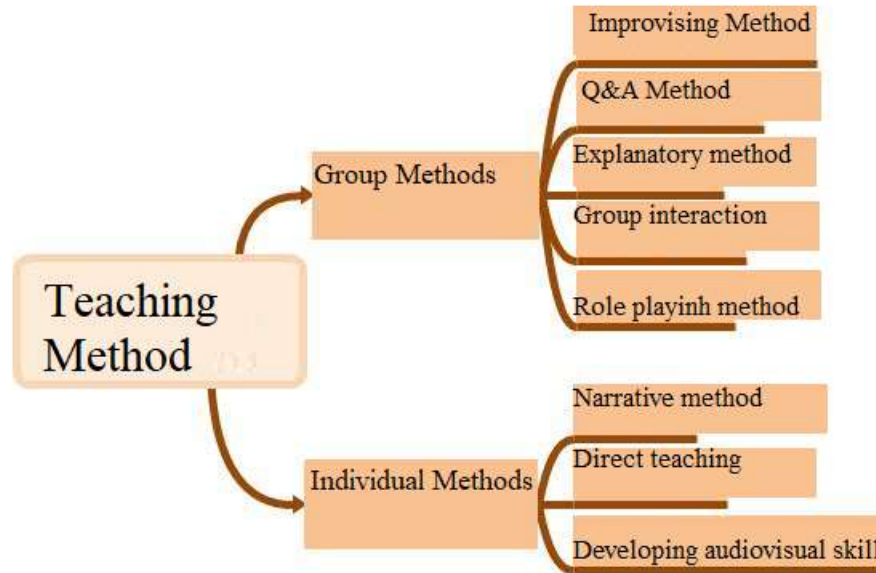 Teaching
Method
Group Methods
Improvising Method
Q&A Method
Explanatory method
Group interaction
Role playinh method
Individual Methods
Narrative method
Direct teaching
Developing audiovisual skill